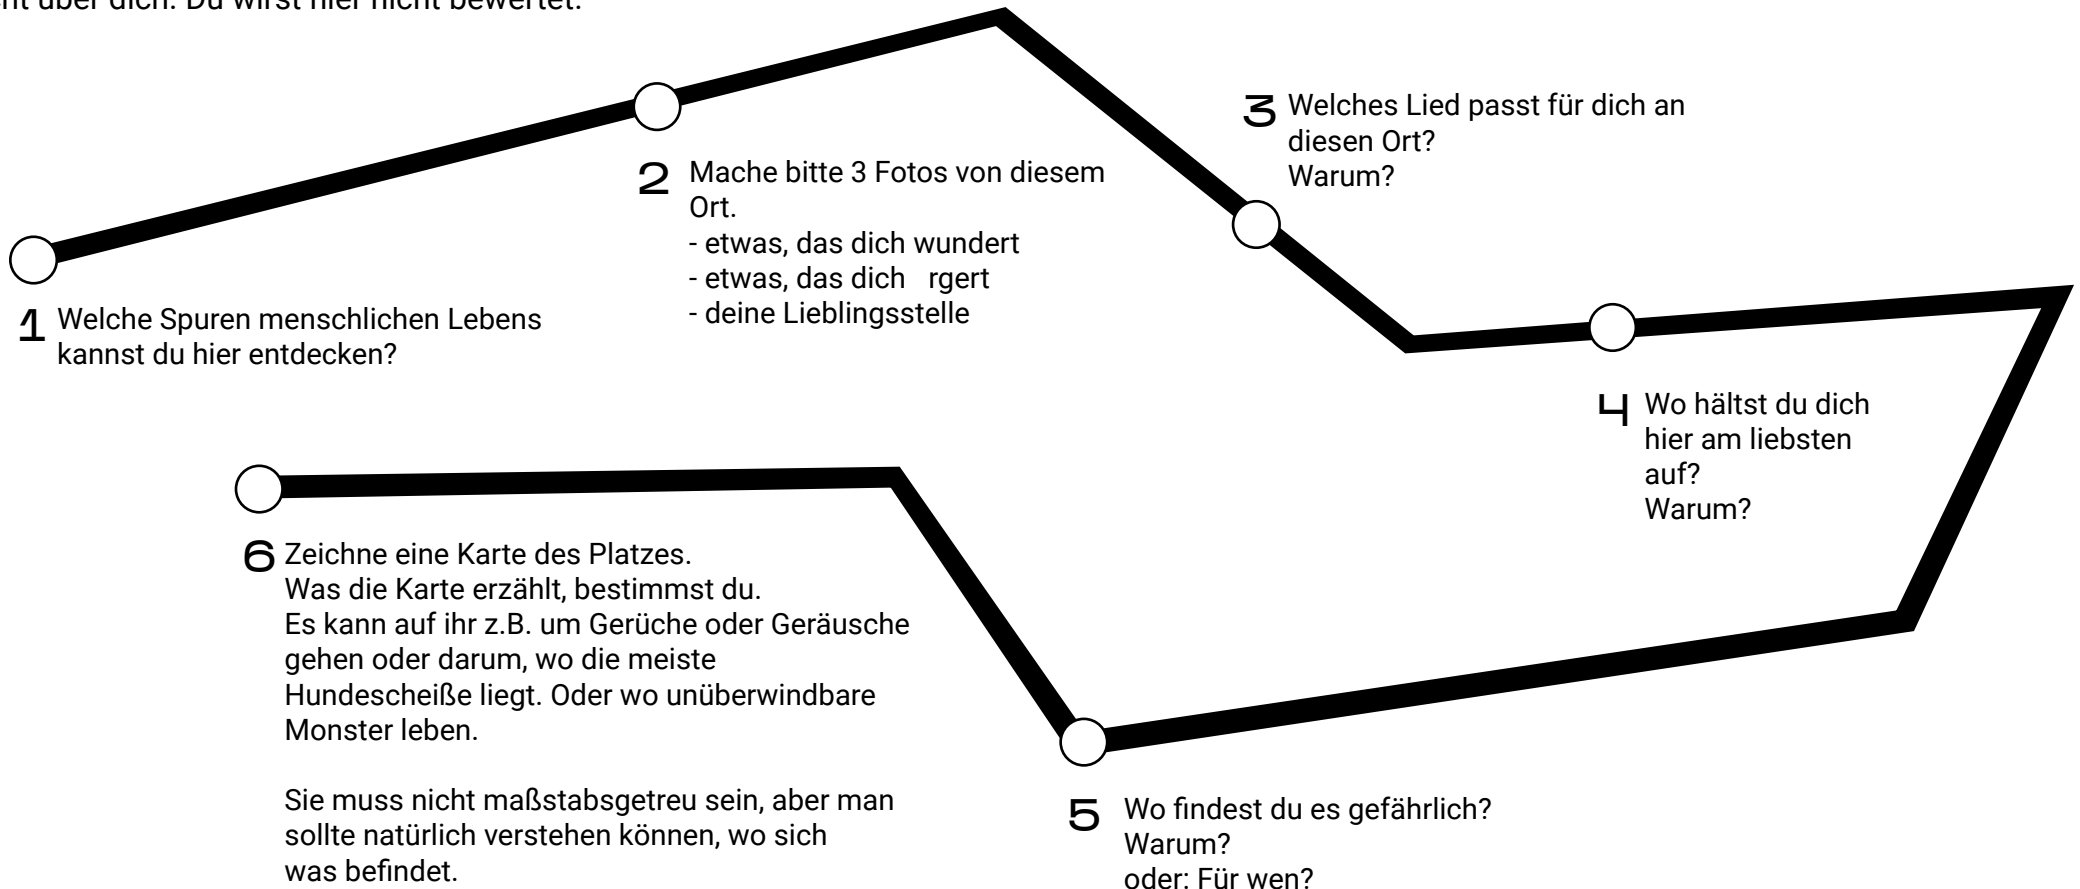 über dich. Du wirst hier nicht bewertet.
1 Welche Spuren menschlichen Lebens
kannst du hier entdecken?
2 Mache bitte 3 Fotos von diesem
Ort.
- etwas, das dich wundert
- etwas, das dich rgert
- deine Lieblingsstelle
3 Welches Lied passt für dich an
diesen Ort?
Warum?
4 Wo hältst du dich
hier am liebsten
auf?
Warum?
5 Wo findest du es gefährlich?
Warum?
oder: Für wen?
6 Zeichne eine Karte des Platzes.
Was die Karte erzählt, bestimmst du.
Es kann auf ihr z.B. um Gerüche oder Geräusche
gehen oder darum, wo die meiste
Hundescheiße liegt. Oder wo unüberwindbare
Monster leben.
Sie muss nicht maßstabsgetreu sein, aber man
sollte natürlich verstehen können, wo sich
was befindet.